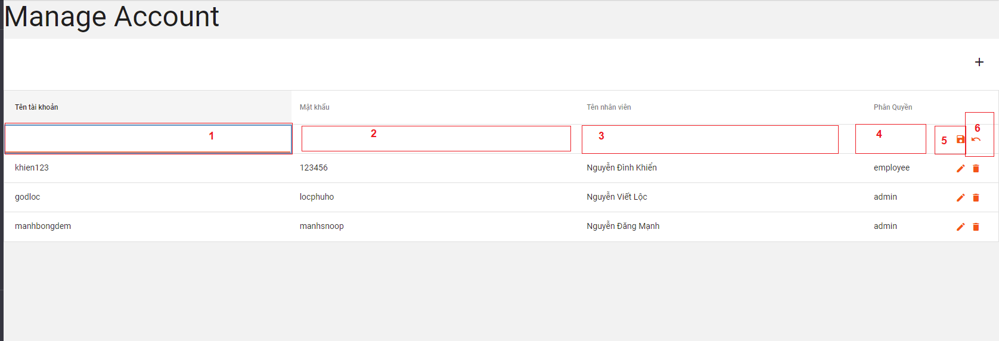 Manage Account
Tên tài khoản Mật khẩu Tên nhân viên Phân Quyền
1 2 3 4 5 6
khien123 123456 Nguyễn Đình Khiển employee
godloc locphuho Nguyễn Viết Lộc admin
manhbongdem manhsnoop Nguyễn Đăng Mạnh admin